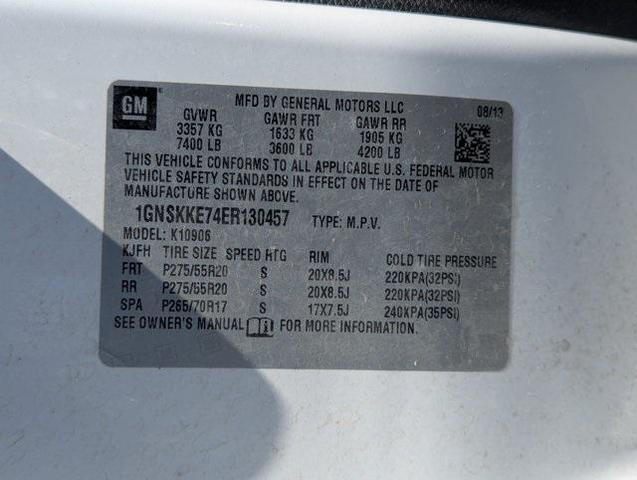 GM
MFD BY GENERAL MOTORS LLC 08/13
GVWR GAWR FRT GAWR RR
3357 KG 1633 KG 1905 KG
7400 LB 3600 LB 4200 LB
THIS VEHICLE CONFORMS TO ALL APPLICABLE U.S. FEDERAL MOTOR
VEHICLE SAFETY STANDARDS IN EFFECT ON THE DATE OF
MANUFACTURE SHOWN ABOVE.
1GNSKKE74ER130457 TYPE: M.P.V.
MODEL: K10906
KJFH TIRE SIZE SPEED RTG RIM COLD TIRE PRESSURE
FRT P275/55R20 S 20X8.5J 220KPA(32PSI)
RR P275/55R20 S 20X8.5J 220KPA(32PSI)
SPA P265/70R17 S 17X7.5J 240KPA(35PSI)
SEE OWNER'S MANUAL FOR MORE INFORMATION.